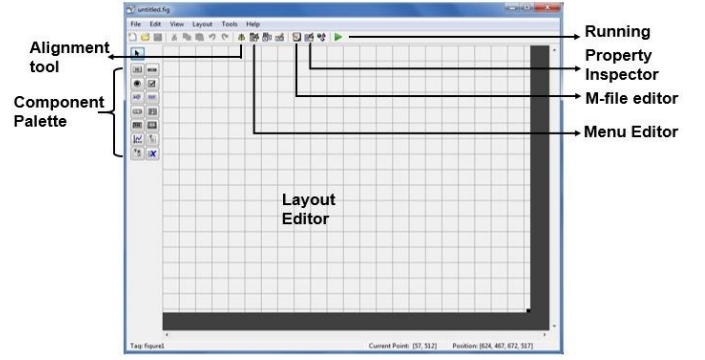 untitled.fig
File Edit View Layout Tools Help
Running
Alignment
tool
Property
Inspector
M-file editor
Component
Palette
Menu Editor
Layout
Editor
Tag: figure1 Current Point: [57, 512] Position: [624, 467, 672, 517]